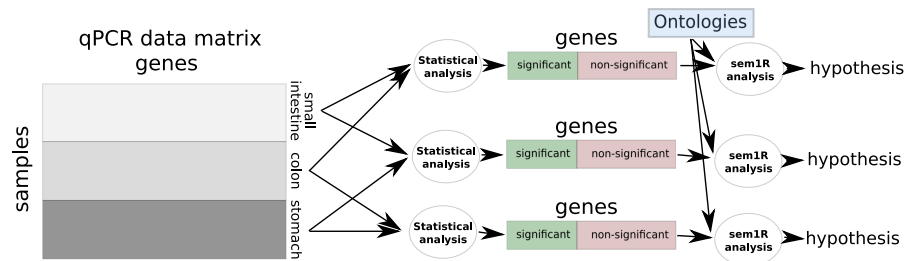 qPCR data matrix
genes
samples
small
intestine
colon
stomach
Ontologies
Statistical
analysis
genes
significant
non-significant
sem1R
analysis
hypothesis
Statistical
analysis
genes
significant
non-significant
sem1R
analysis
hypothesis
Statistical
analysis
genes
significant
non-significant
sem1R
analysis
hypothesis